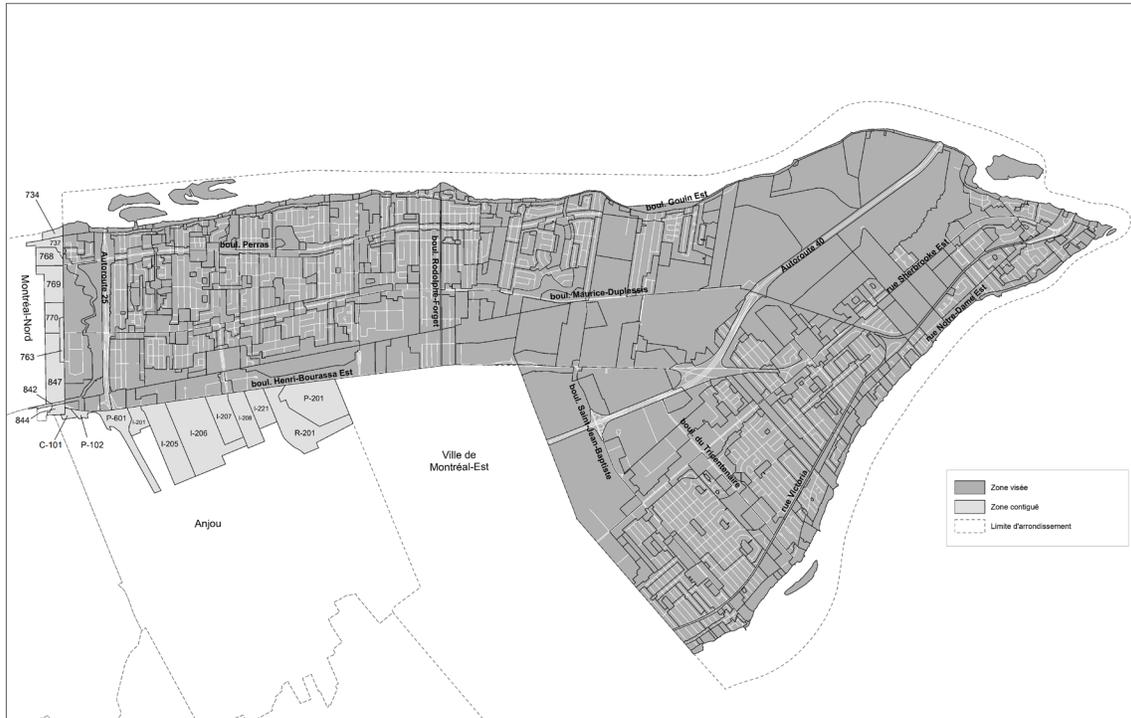 734
737
768
769
770
763
847
842
844
C-101
P-102
Montréal-Nord
Autoroute 25
boul. Perras
boul. Rodolphe-Forget
boul. Gouin Est
boul. Maurice-Duplessis
boul. Henri-Bourassa Est
Autoroute 40
rue Sherbrooke Est
rue Notre-Dame Est
boul. Saint-Jean-Baptiste
boul. du Tricentenaire
rue Victoria
P-601
I-201
I-205
I-206
I-207
I-208
I-221
P-201
R-201
Ville de
Montréal-Est
Anjou
Zone visée
Zone contiguë
Limite d'arrondissement